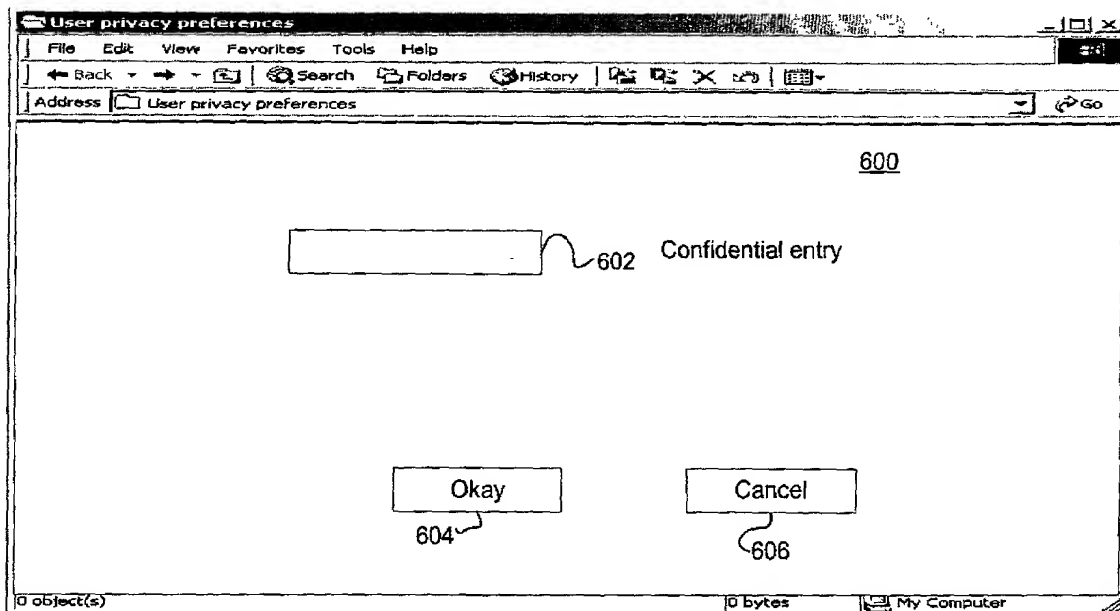 User privacy preferences
File Edit View Favorites Tools Help
Back Search Folders History
Address User privacy preferences Go
600
602 Confidential entry
Okay Cancel
604 606
0 object(s) 0 bytes My Computer